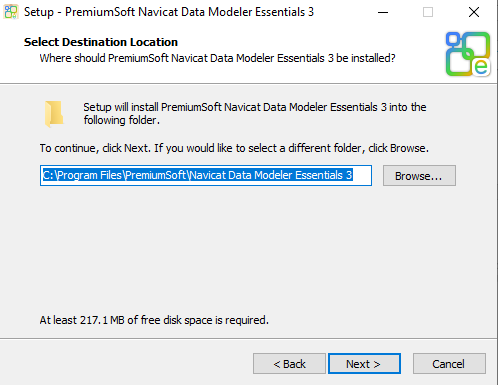 Setup - PremiumSoft Navicat Data Modeler Essentials 3
Select Destination Location
Where should PremiumSoft Navicat Data Modeler Essentials 3 be installed?
e
Setup will install PremiumSoft Navicat Data Modeler Essentials 3 into the
following folder.
To continue, click Next. If you would like to select a different folder, click Browse.
C:\Program Files\PremiumSoft\Navicat Data Modeler Essentials 3
Browse...
At least 217.1 MB of free disk space is required.
< Back
Next >
Cancel